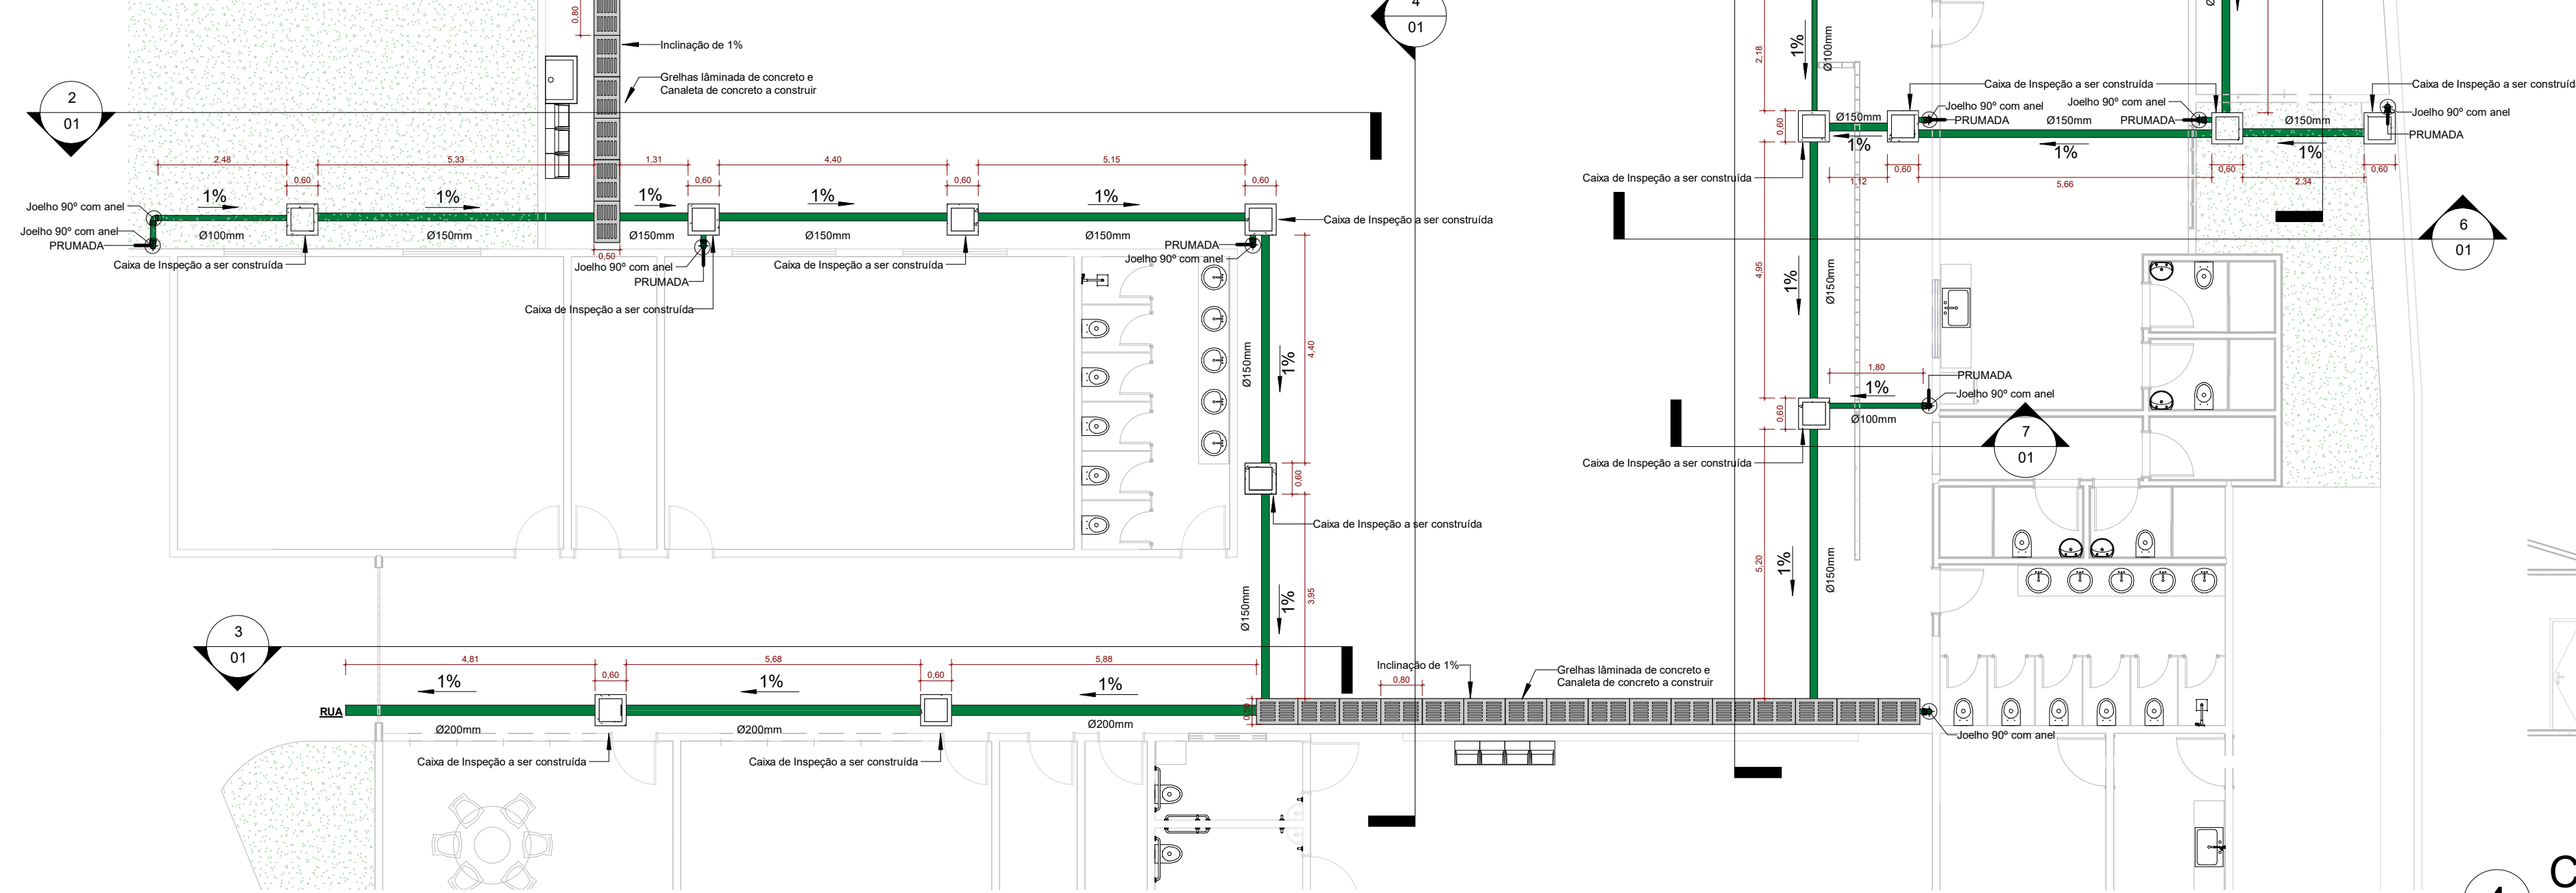 4
01
0,80
Inclinação de 1%
Grelhas lâminada de concreto e
Canaleta de concreto a construir
2
01
2,48
5,33
1,31
4,40
5,15
0,60
0,60
0,60
0,60
1%
1%
1%
1%
1%
Joelho 90º com anel
Joelho 90º com anel
PRUMADA
Ø100mm
Ø150mm
Ø150mm
Ø150mm
Ø150mm
Caixa de Inspeção a ser construída
0,50
Joelho 90º com anel
PRUMADA
Caixa de Inspeção a ser construída
Caixa de Inspeção a ser construída
PRUMADA
Joelho 90º com anel
Caixa de Inspeção a ser construída
4,40
Ø150mm
1%
0,60
Caixa de Inspeção a ser construída
3,95
Ø150mm
1%
3
01
4,81
5,68
5,88
0,60
0,60
1%
1%
1%
RUA
Ø200mm
Ø200mm
Ø200mm
Caixa de Inspeção a ser construída
Caixa de Inspeção a ser construída
0,50
Inclinação de 1%
0,80
Grelhas lâminada de concreto e
Canaleta de concreto a construir
Joelho 90º com anel
2,18
1%
Ø100mm
0,60
Caixa de Inspeção a ser construída
Ø150mm
1%
1,12
0,60
Caixa de Inspeção a ser construída
Joelho 90º com anel
PRUMADA
Ø150mm
1%
5,66
Joelho 90º com anel
PRUMADA
0,60
Ø150mm
1%
2,34
0,60
Caixa de Inspeção a ser construíd
Joelho 90º com anel
PRUMADA
6
01
4,95
1%
Ø150mm
1,80
1%
Ø100mm
PRUMADA
Joelho 90º com anel
0,60
Caixa de Inspeção a ser construída
7
01
5,20
1%
Ø150mm
C